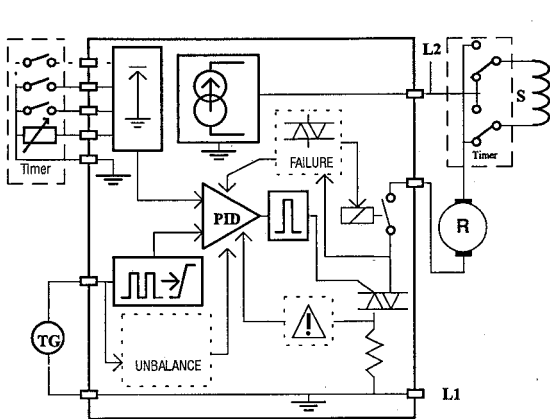 L2
S
Timer
FAILURE
Timer
PID
R
TG
UNBALANCE
L1